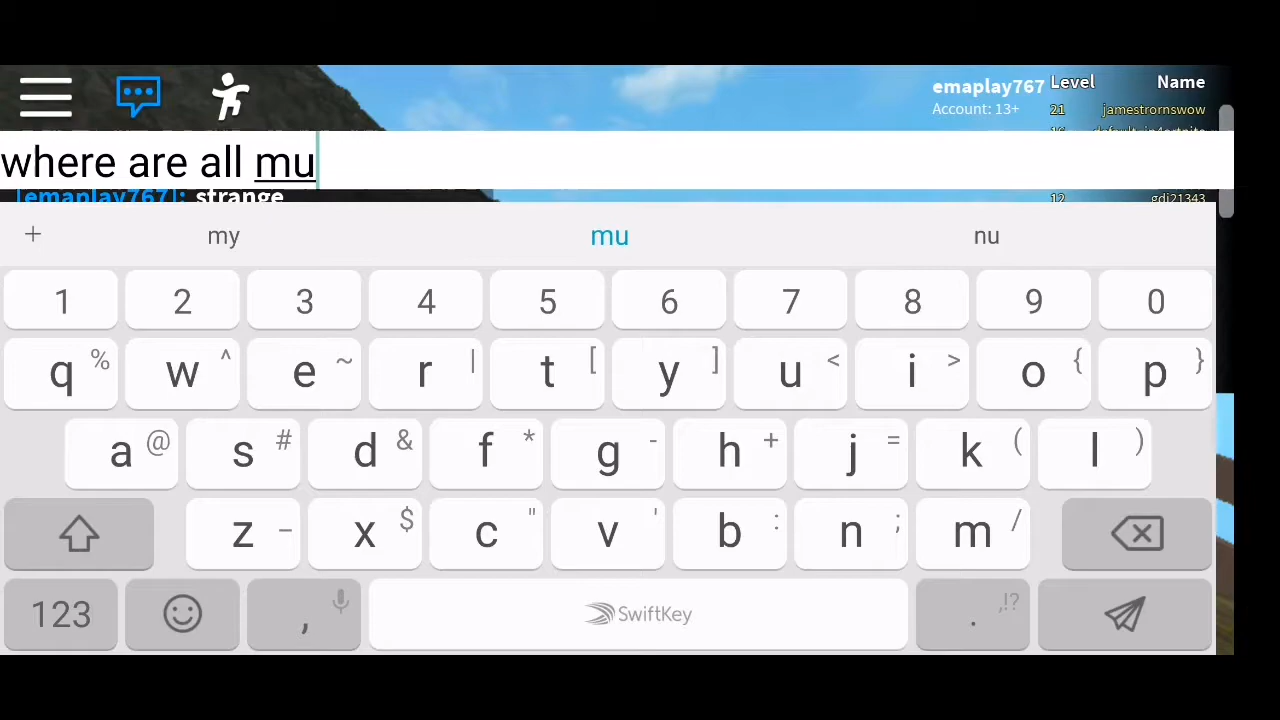 emaplay767 Level Name
Account: 13+ 21 jamestrornswow
where are all mu
[emaplay767]: strange 12 gdj21343
+ my mu nu
1 2 3 4 5 6 7 8 9 0
q % w ^ e ~ r | t [ y ] u < i > o { p }
a @ s # d & f * g - h + j = k ( l )
z _ x $ c " v ' b : n ; m /
123 , SwiftKey . ,!?